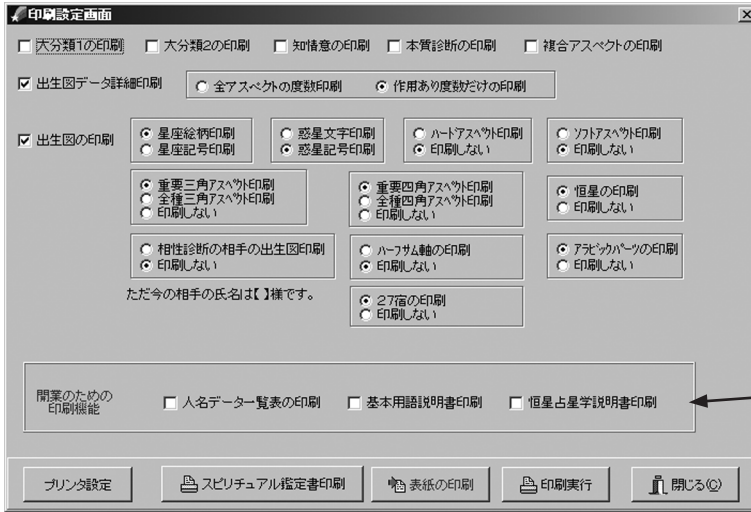 印刷設定画面
大分類1の印刷 大分類2の印刷 知情意の印刷 本質診断の印刷 複合アスペクトの印刷
出生図データ詳細印刷 全アスペクトの度数印刷 作用あり度数だけの印刷
出生図の印刷
星座絵柄印刷 惑星文字印刷 ハードアスペクト印刷 ソフトアスペクト印刷
星座記号印刷 惑星記号印刷 印刷しない 印刷しない
重要三角アスペクト印刷 重要四角アスペクト印刷 恒星の印刷
全種三角アスペクト印刷 全種四角アスペクト印刷 印刷しない
印刷しない 印刷しない
相性診断の相手の出生図印刷 ハーフサム軸の印刷 アラビックパーツの印刷
印刷しない 印刷しない 印刷しない
ただ今の相手の氏名は【 】様です。
27宿の印刷
印刷しない
開業のための
印刷機能
人名データ一覧表の印刷 基本用語説明書印刷 恒星占星学説明書印刷
プリンタ設定 スピリチュアル鑑定書印刷 表紙の印刷 印刷実行 閉じる(C)